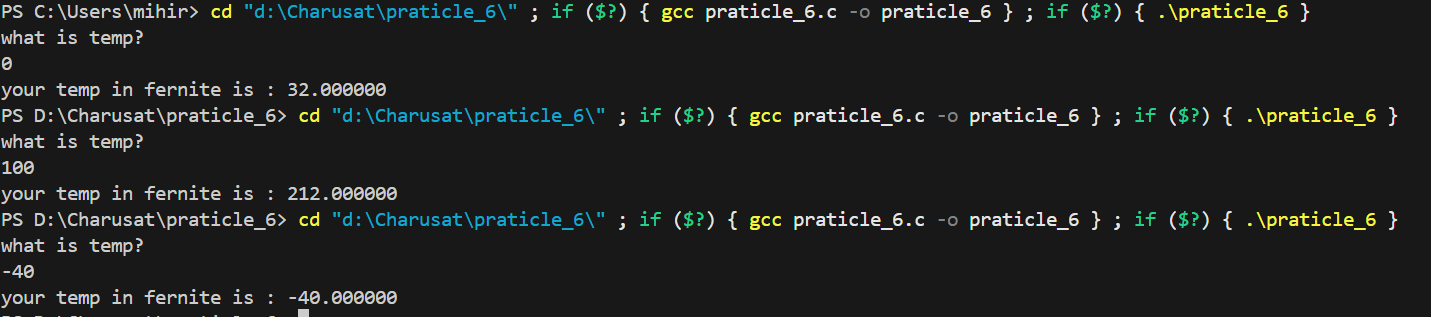 PS C:\Users\mihir> cd "d:\Charusat\praticle_6\" ; if ($?) { gcc praticle_6.c -o praticle_6 } ; if ($?) { .\praticle_6 }
what is temp?
0
your temp in fernite is : 32.000000
PS D:\Charusat\praticle_6> cd "d:\Charusat\praticle_6\" ; if ($?) { gcc praticle_6.c -o praticle_6 } ; if ($?) { .\praticle_6 }
what is temp?
100
your temp in fernite is : 212.000000
PS D:\Charusat\praticle_6> cd "d:\Charusat\praticle_6\" ; if ($?) { gcc praticle_6.c -o praticle_6 } ; if ($?) { .\praticle_6 }
what is temp?
-40
your temp in fernite is : -40.000000